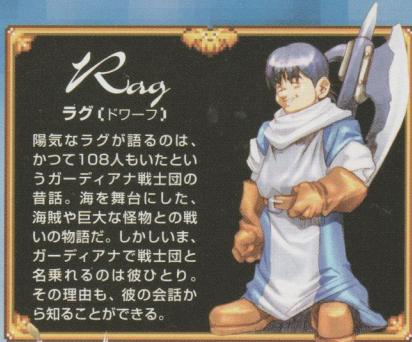 Rag
ラグ(ドワーフ)
陽気なラグが語るのは、
かつて108人もいたとい
うガーディアナ戦士団の
昔話。海を舞台にした、
海賊や巨大な怪物との戦
いの物語だ。しかしいま、
ガーディアナで戦士団と
名乗れるのは彼ひとり。
その理由も、彼の会話か
ら知ることができる。